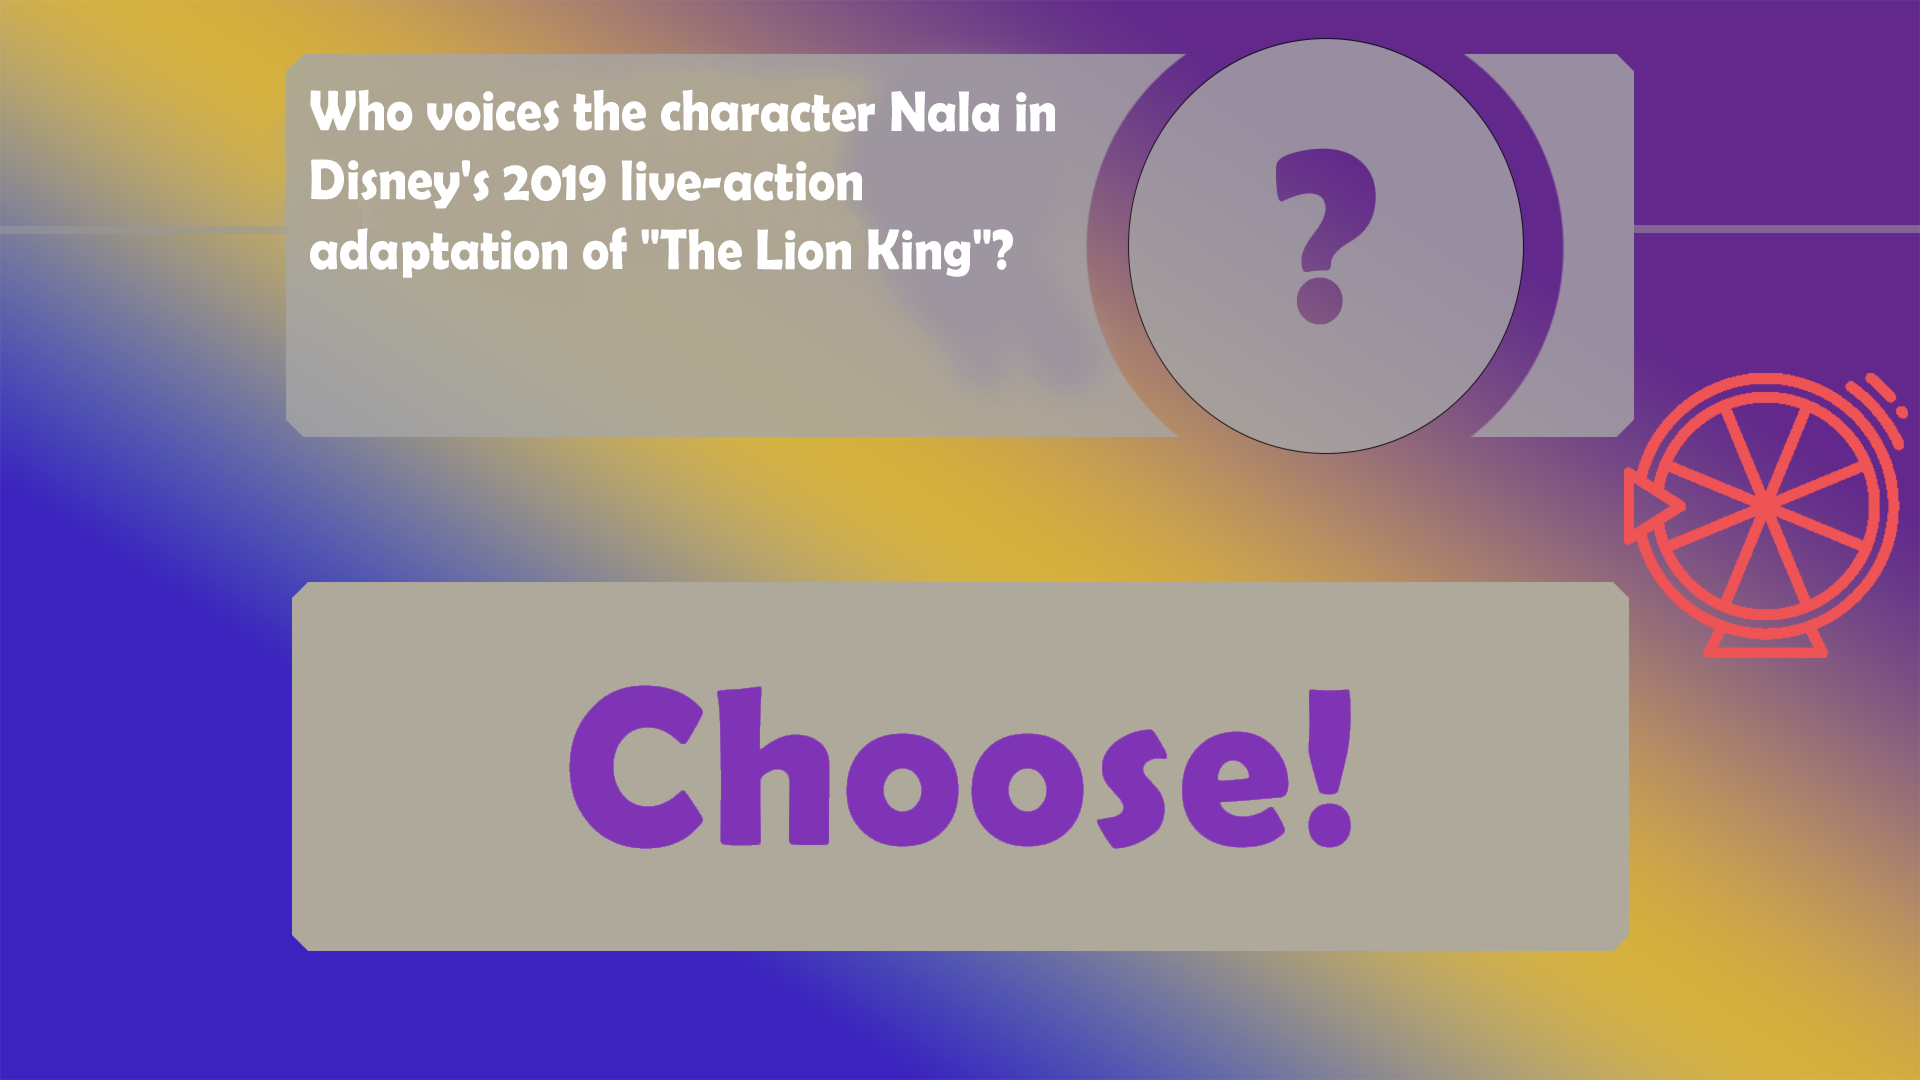 Who voices the character Nala in
Disney's 2019 live-action
adaptation of "The Lion King"?
?
Choose!